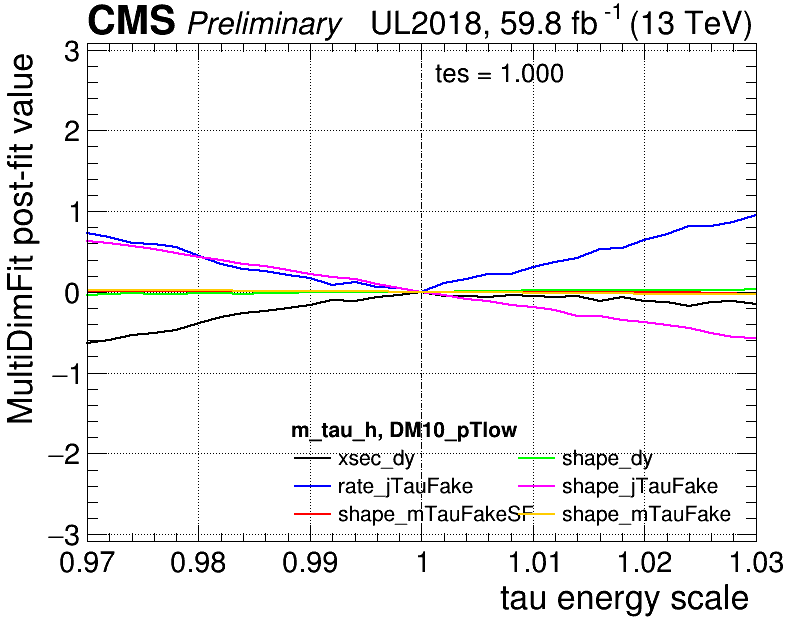 CMS Preliminary UL2018, 59.8 fb⁻¹ (13 TeV)
MultiDimFit post-fit value
3
2
1
0
−1
−2
−3
tes = 1.000
m_tau_h, DM10_pTlow
xsec_dy shape_dy
rate_jTauFake shape_jTauFake
shape_mTauFakeSF shape_mTauFake
0.97 0.98 0.99 1 1.01 1.02 1.03
tau energy scale